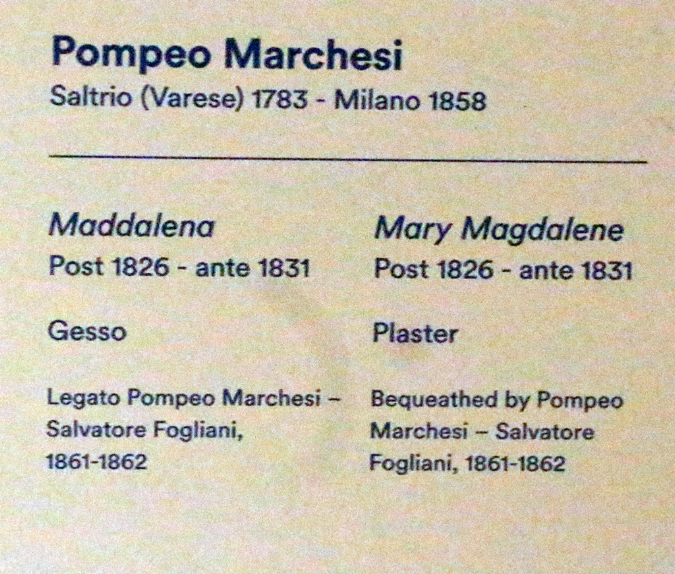 Pompeo Marchesi
Saltrio (Varese) 1783 - Milano 1858
Maddalena
Post 1826 - ante 1831
Gesso
Legato Pompeo Marchesi –
Salvatore Fogliani,
1861-1862
Mary Magdalene
Post 1826 - ante 1831
Plaster
Bequeathed by Pompeo
Marchesi – Salvatore
Fogliani, 1861-1862